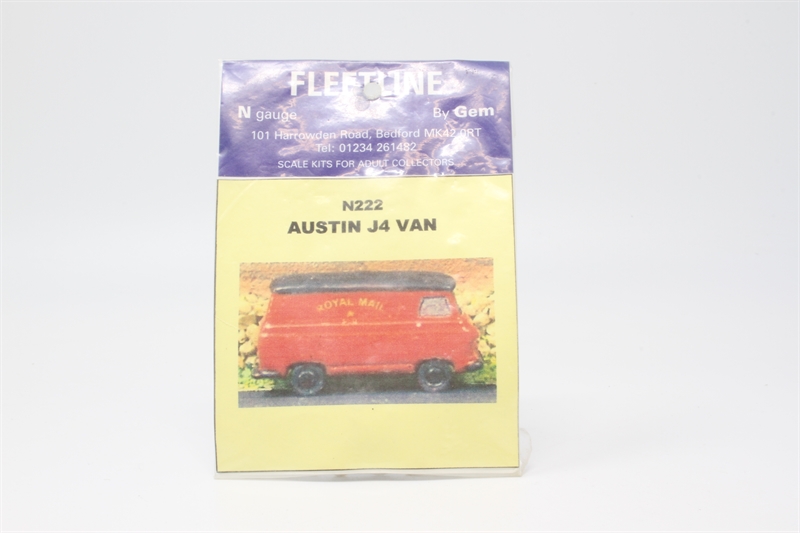 FLEETLINE
N gauge By Gem
101 Harrowden Road, Bedford MK42 0RT
Tel: 01234 261482
SCALE KITS FOR ADULT COLLECTORS
N222
AUSTIN J4 VAN
ROYAL MAIL